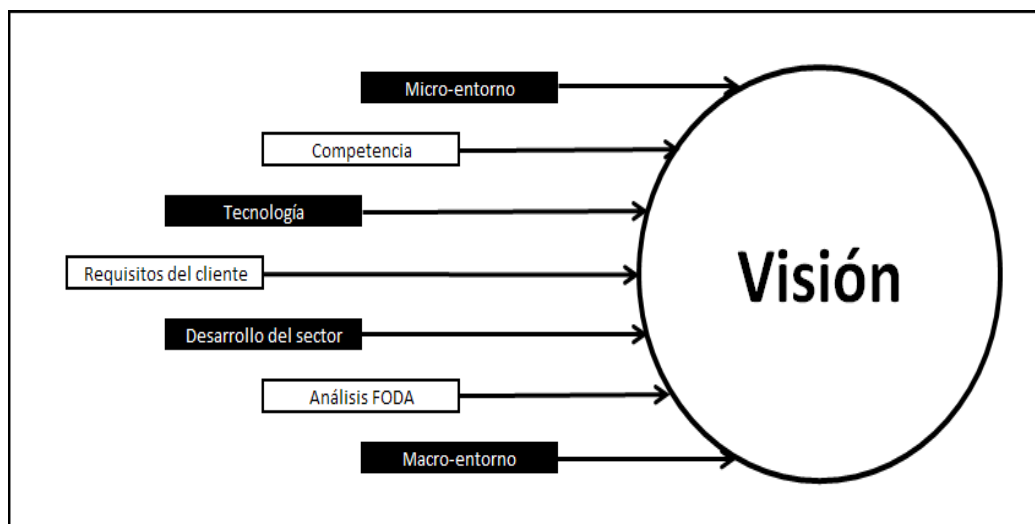 Micro-entorno
Competencia
Tecnología
Requisitos del cliente
Desarrollo del sector
Análisis FODA
Macro-entorno
Visión